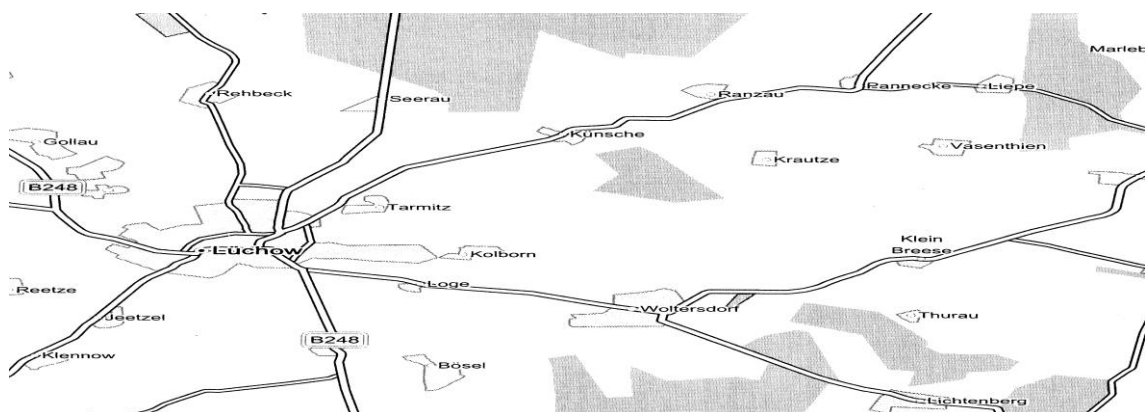 Marleb
Rehbeck
Seerau
Ranzau
Pannecke
Liepe
Künsche
Gollau
Krautze
Vasenthien
B248
Tarmitz
Lüchow
Kolborn
Klein
Breese
Reetze
Loge
Woltersdorf
Jeetzel
Thurau
B248
Klennow
Bösel
Lichtenberg